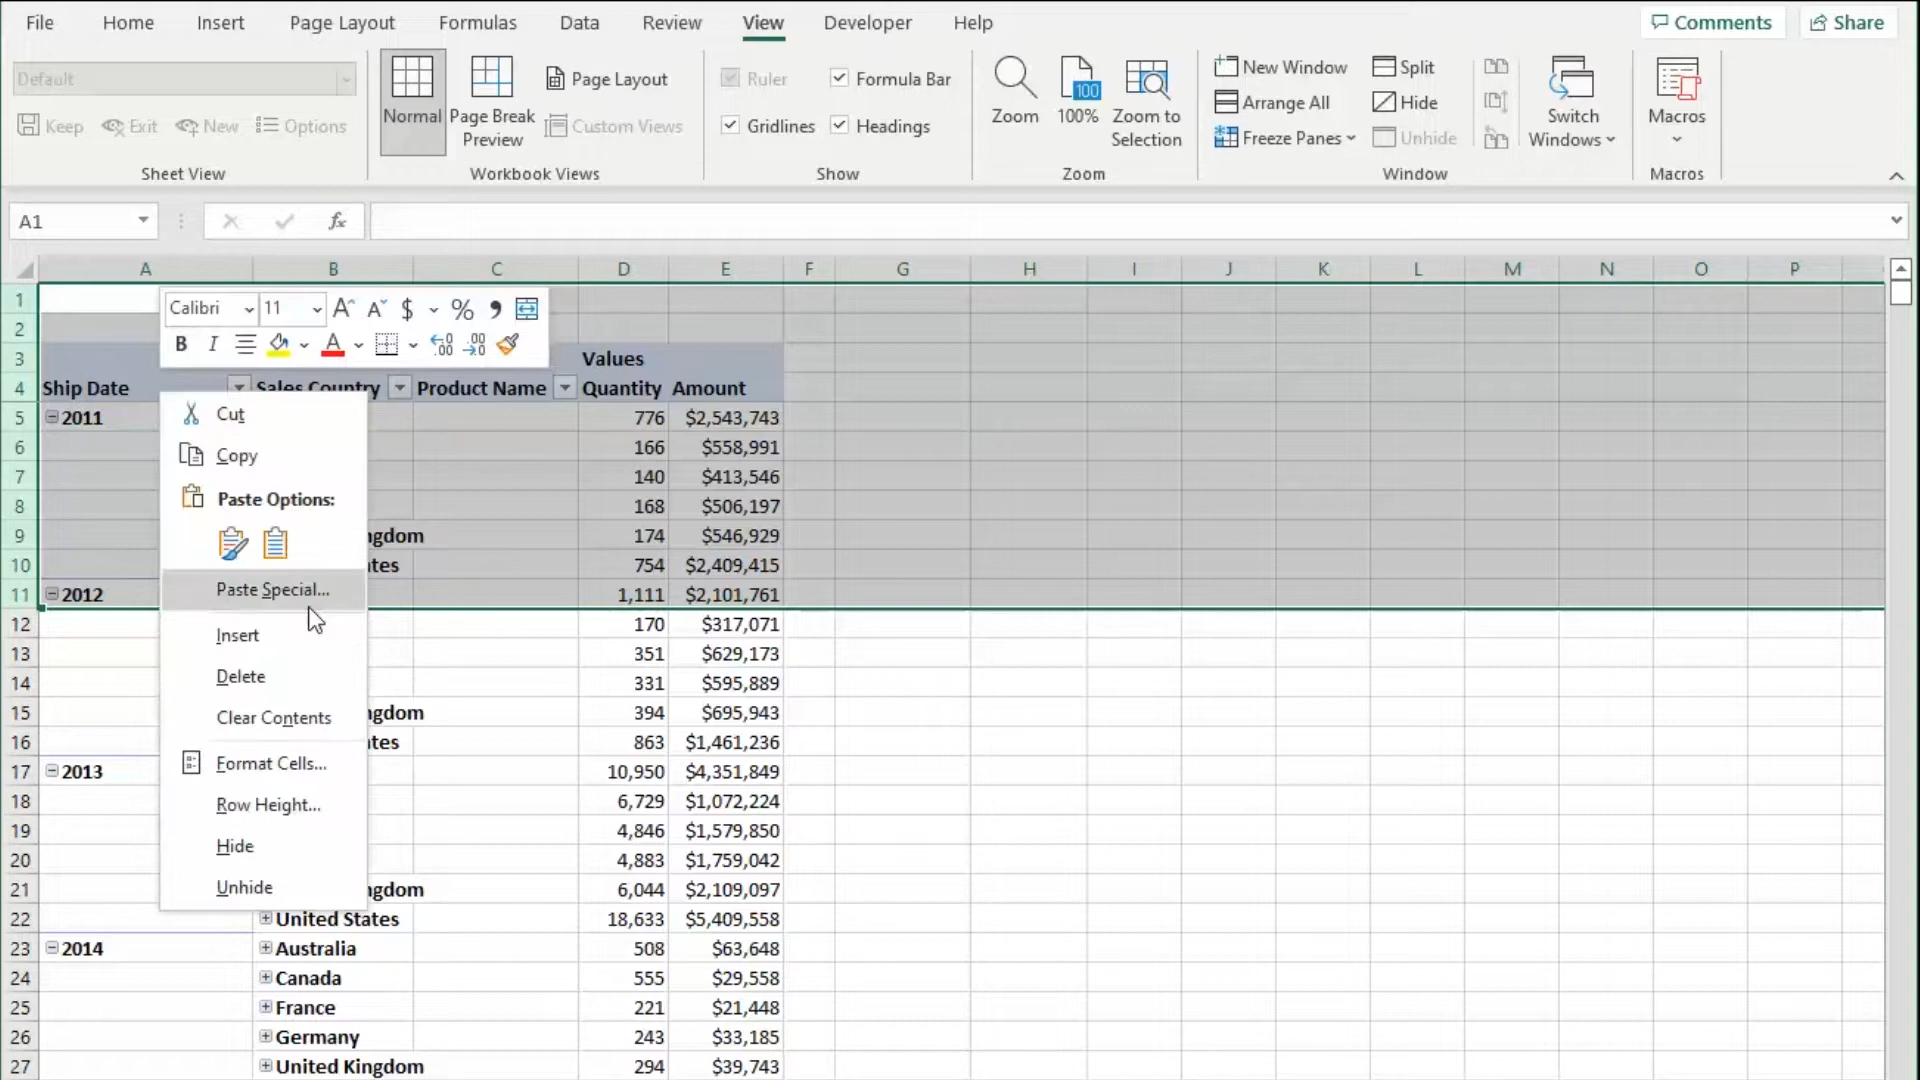 File Home Insert Page Layout Formulas Data Review View Developer Help Comments Share
Default
Keep Exit New Options
Sheet View
Normal Page Break Preview Page Layout Custom Views
Workbook Views
Ruler Formula Bar
Gridlines Headings
Show
Zoom 100 100% Zoom to Selection
Zoom
New Window Split
Arrange All Hide
Freeze Panes Unhide
Switch Windows
Window
Macros
Macros
A1 fx
A B C D E F G H I J K L M N O P
1
2
3 Values
4 Ship Date Sales Country Product Name Quantity Amount
5 2011 776 $2,543,743
6 166 $558,991
7 140 $413,546
8 168 $506,197
9 ngdom 174 $546,929
10 ates 754 $2,409,415
11 2012 1,111 $2,101,761
12 170 $317,071
13 351 $629,173
14 331 $595,889
15 ngdom 394 $695,943
16 ates 863 $1,461,236
17 2013 10,950 $4,351,849
18 6,729 $1,072,224
19 4,846 $1,579,850
20 4,883 $1,759,042
21 ngdom 6,044 $2,109,097
22 United States 18,633 $5,409,558
23 2014 Australia 508 $63,648
24 Canada 555 $29,558
25 France 221 $21,448
26 Germany 243 $33,185
27 United Kingdom 294 $39,743
Calibri 11 A A $ % ,
B I A .00 .00
Cut
Copy
Paste Options:
Paste Special...
Insert
Delete
Clear Contents
Format Cells...
Row Height...
Hide
Unhide